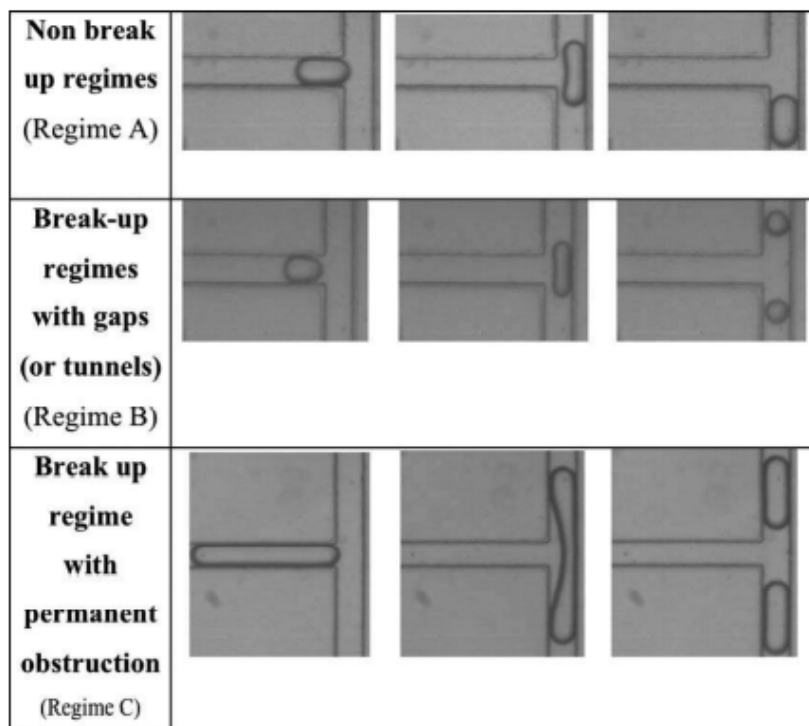 Non break
up regimes
(Regime A)
Break-up
regimes
with gaps
(or tunnels)
(Regime B)
Break up
regime
with
permanent
obstruction
(Regime C)